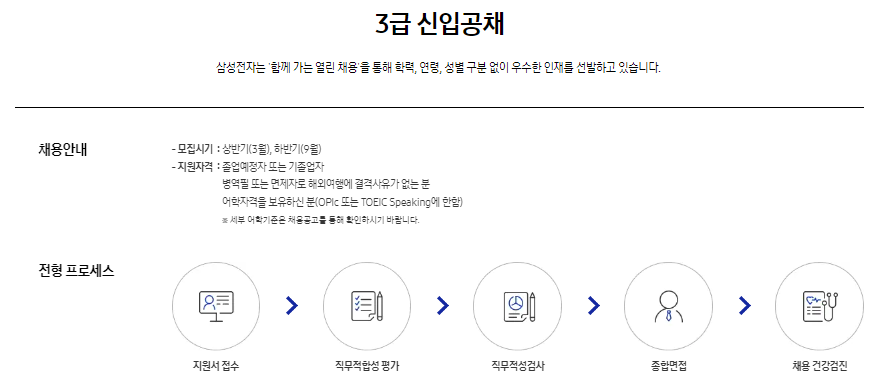 3급 신입공채
삼성전자는 '함께 가는 열린 채용'을 통해 학력, 연령, 성별 구분 없이 우수한 인재를 선발하고 있습니다.
채용안내
- 모집시기 : 상반기(3월), 하반기(9월)
- 지원자격 : 졸업예정자 또는 기졸업자
병역필 또는 면제자로 해외여행에 결격사유가 없는 분
어학자격을 보유하신 분(OPIc 또는 TOEIC Speaking에 한함)
※ 세부 어학기준은 채용공고를 통해 확인하시기 바랍니다.
전형 프로세스
지원서 접수
직무적합성 평가
직무적성검사
종합면접
채용 건강검진